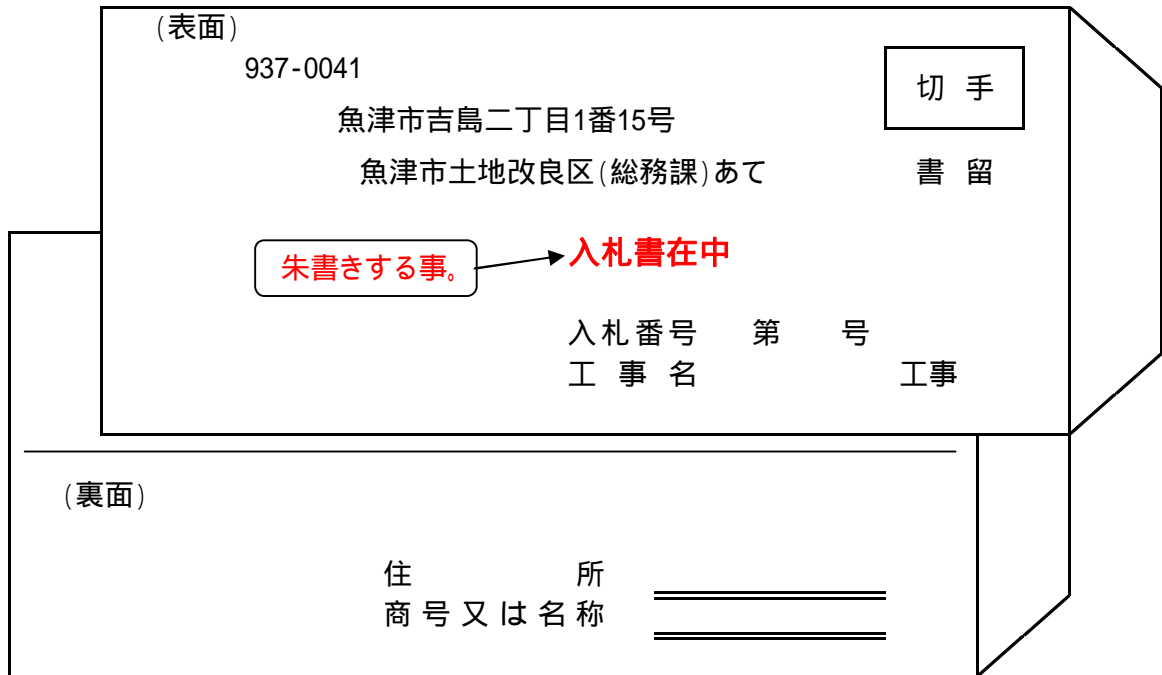 (表面)
937-0041
切 手
魚津市吉島二丁目1番15号
魚津市土地改良区(総務課)あて
書 留
朱書きする事。
入札書在中
入札番号 第 号
工 事 名 工事
(裏面)
住 所
商号又は名称